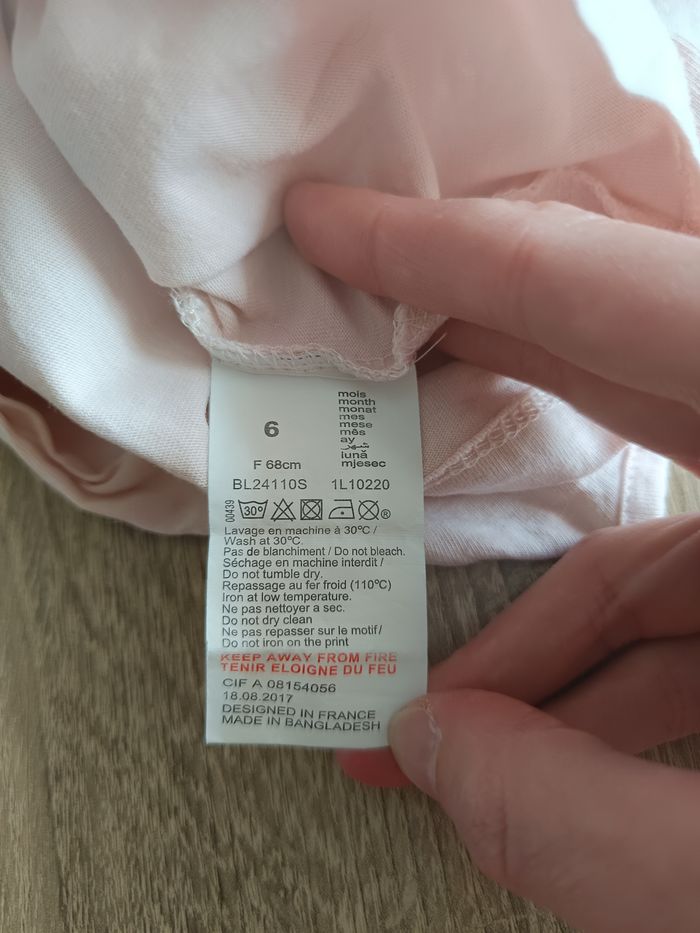 6
mois
month
monat
mes
mese
mês
ay
شهر
iună
mjesec
F 68cm
BL24110S 1L10220
00439
30°
®
Lavage en machine à 30°C /
Wash at 30°C.
Pas de blanchiment / Do not bleach.
Séchage en machine interdit /
Do not tumble dry.
Repassage au fer froid (110°C)
Iron at low temperature.
Ne pas nettoyer a sec.
Do not dry clean
Ne pas repasser sur le motif/
Do not iron on the print
KEEP AWAY FROM FIRE
TENIR ELOIGNE DU FEU
CIF A 08154056
18.08.2017
DESIGNED IN FRANCE
MADE IN BANGLADESH